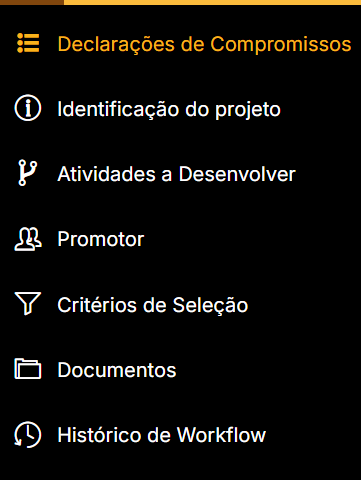 Declarações de Compromissos
Identificação do projeto
Atividades a Desenvolver
Promotor
Critérios de Seleção
Documentos
Histórico de Workflow